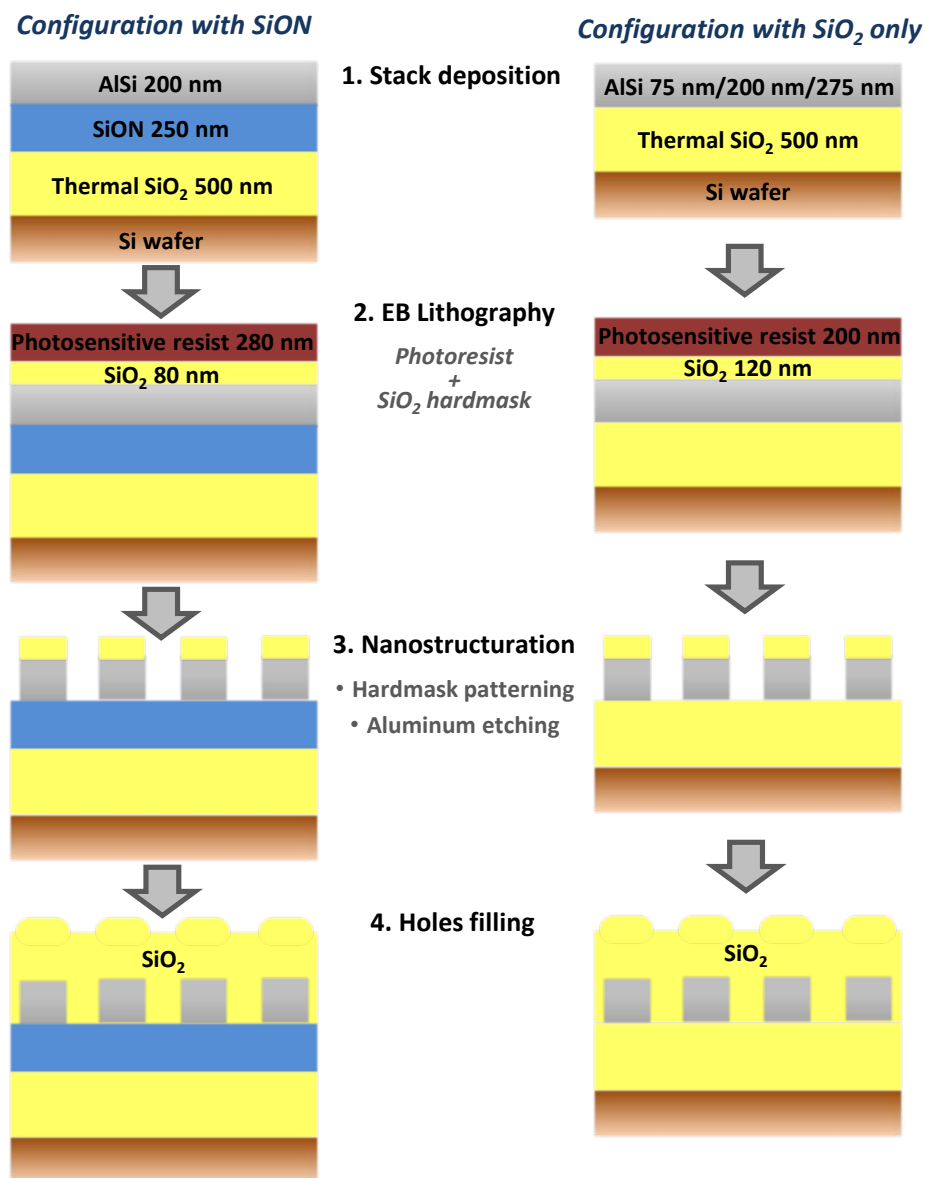 Configuration with SiON
Configuration with SiO₂ only
1. Stack deposition
AlSi 200 nm
SiON 250 nm
Thermal SiO₂ 500 nm
Si wafer
AlSi 75 nm/200 nm/275 nm
Thermal SiO₂ 500 nm
Si wafer
2. EB Lithography
Photoresist
+
SiO₂ hardmask
Photosensitive resist 280 nm
SiO₂ 80 nm
Photosensitive resist 200 nm
SiO₂ 120 nm
3. Nanostructuration
• Hardmask patterning
• Aluminum etching
4. Holes filling
SiO₂
SiO₂